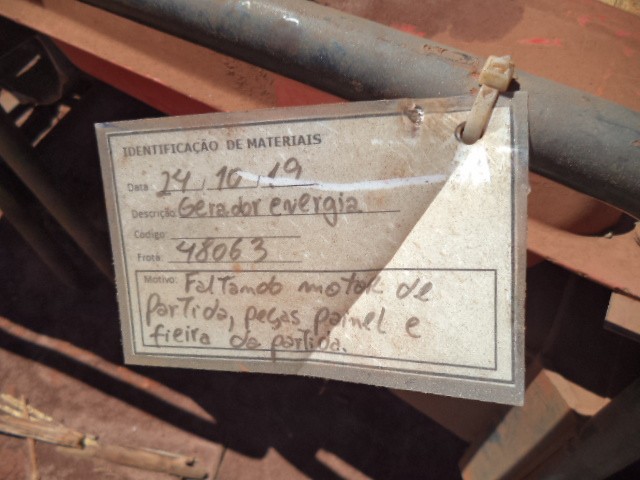 IDENTIFICAÇÃO DE MATERIAIS
Data 24, 10, 19
Descrição: Gerador energia
Código:
Frota: 48063
Motivo: Faltando motor de
partida, peças painel e
fieira da partida.